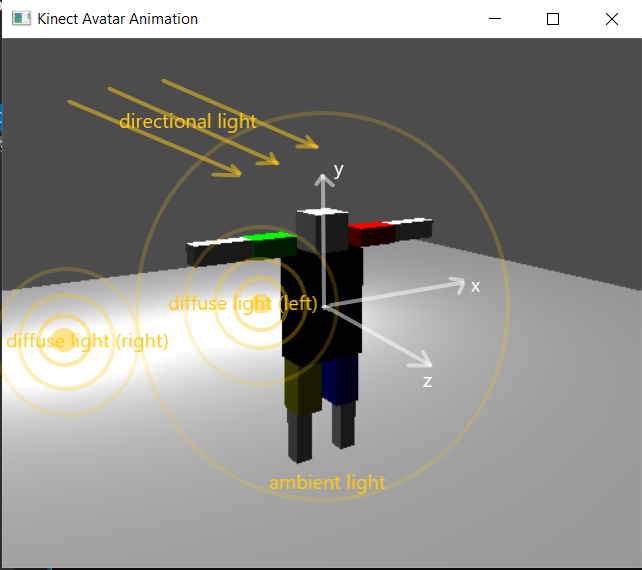 Kinect Avatar Animation
directional light
y
x
diffuse light (left)
diffuse light (right)
z
ambient light